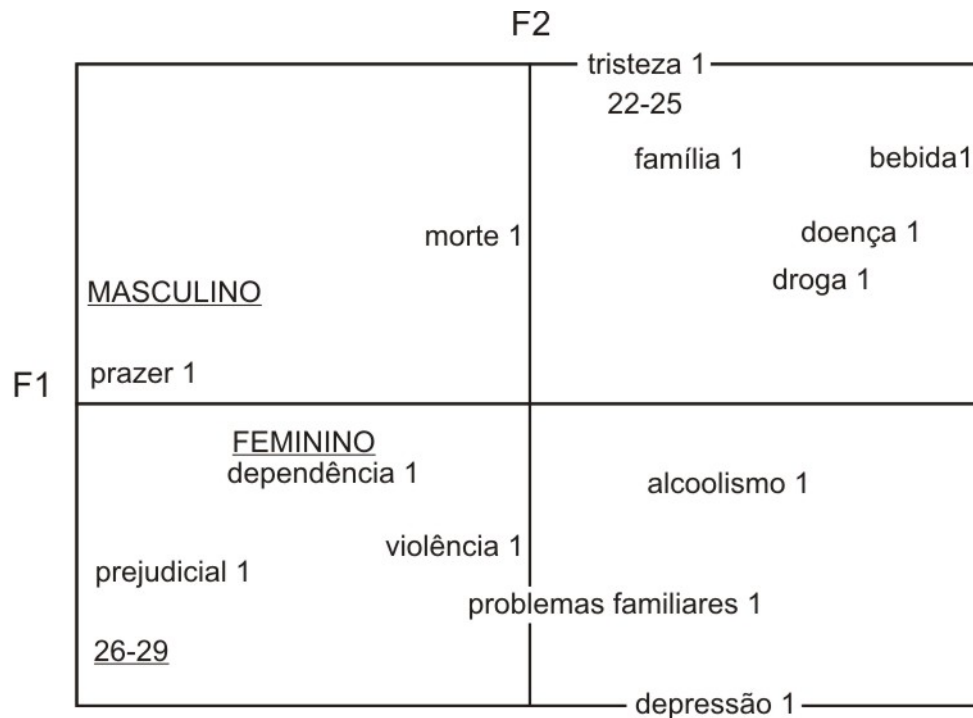 F2
tristeza 1
22-25
família 1
bebida1
morte 1
doença 1
droga 1
MASCULINO
prazer 1
F1
FEMININO
dependência 1
alcoolismo 1
violência 1
prejudicial 1
problemas familiares 1
26-29
depressão 1